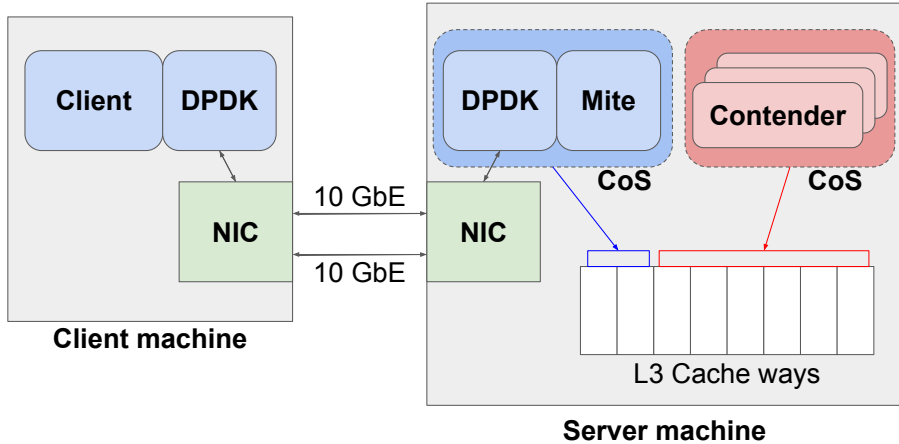 Client
DPDK
NIC
Client machine
10 GbE
10 GbE
DPDK
Mite
CoS
Contender
CoS
NIC
L3 Cache ways
Server machine